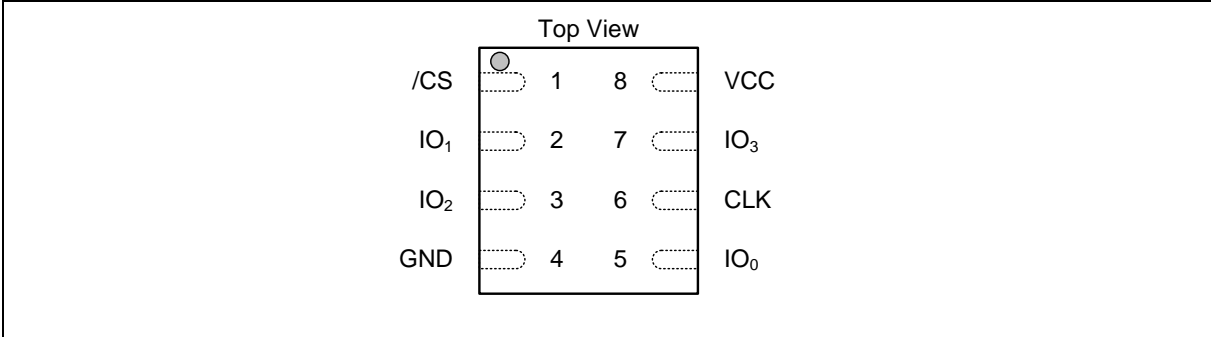 Top View
/CS 1 8 VCC
IO₁ 2 7 IO₃
IO₂ 3 6 CLK
GND 4 5 IO₀